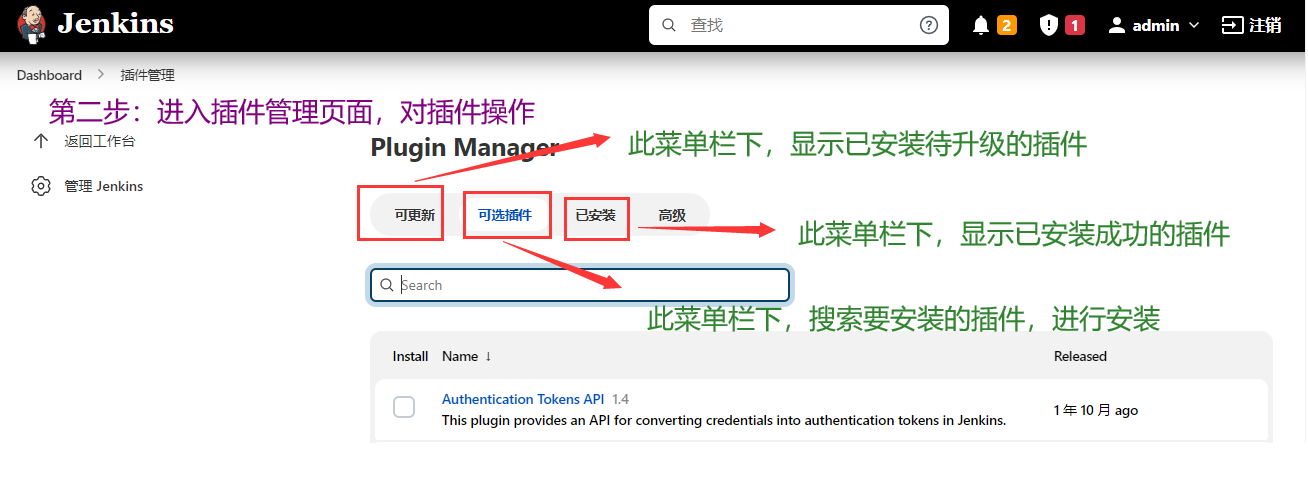 Jenkins
查找
2
1
admin
注销
Dashboard
插件管理
第二步：进入插件管理页面，对插件操作
返回工作台
Plugin Manager
此菜单栏下，显示已安装待升级的插件
管理 Jenkins
可更新
可选插件
已安装
高级
此菜单栏下，显示已安装成功的插件
Search
此菜单栏下，搜索要安装的插件，进行安装
Install Name ↓ Released
Authentication Tokens API 1.4
This plugin provides an API for converting credentials into authentication tokens in Jenkins.
1 年 10 月 ago